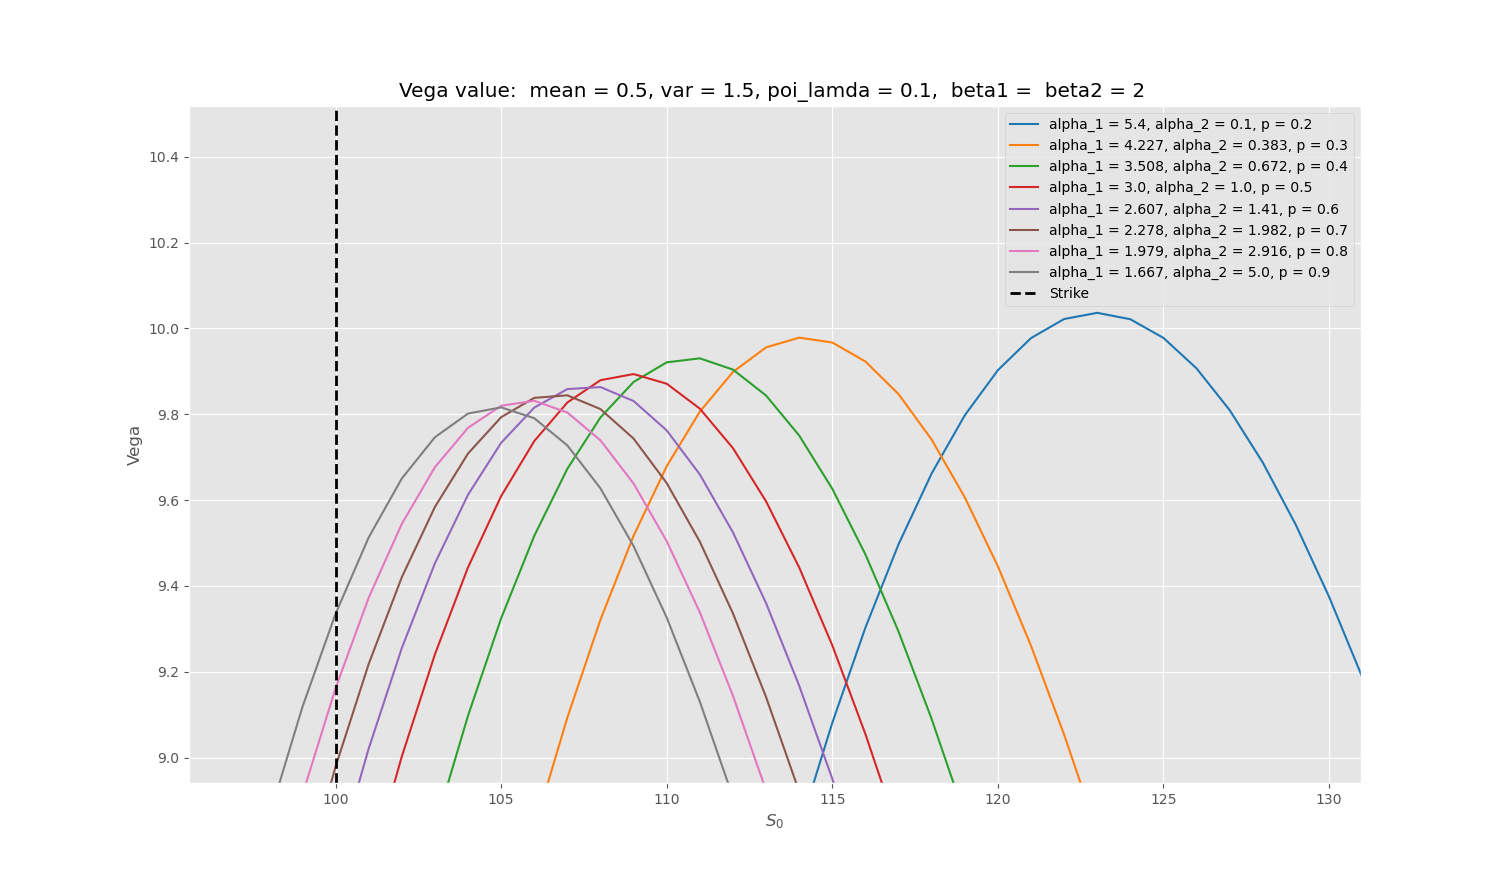 Vega value:  mean = 0.5, var = 1.5, poi_lamda = 0.1,  beta1 =  beta2 = 2
alpha_1 = 5.4, alpha_2 = 0.1, p = 0.2
alpha_1 = 4.227, alpha_2 = 0.383, p = 0.3
alpha_1 = 3.508, alpha_2 = 0.672, p = 0.4
alpha_1 = 3.0, alpha_2 = 1.0, p = 0.5
alpha_1 = 2.607, alpha_2 = 1.41, p = 0.6
alpha_1 = 2.278, alpha_2 = 1.982, p = 0.7
alpha_1 = 1.979, alpha_2 = 2.916, p = 0.8
alpha_1 = 1.667, alpha_2 = 5.0, p = 0.9
Strike
10.4
10.2
10.0
9.8
9.6
9.4
9.2
9.0
Vega
100 105 110 115 120 125 130
S₀